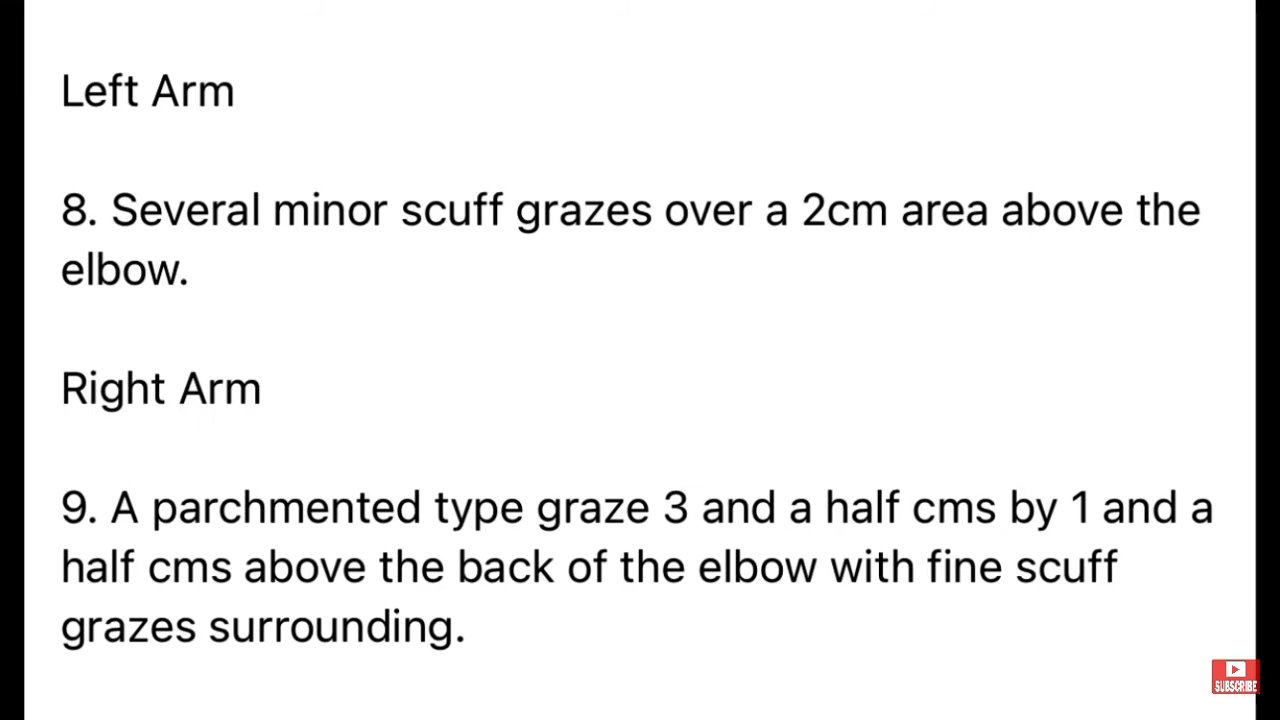 Left Arm
8. Several minor scuff grazes over a 2cm area above the
elbow.
Right Arm
9. A parchmented type graze 3 and a half cms by 1 and a
half cms above the back of the elbow with fine scuff
grazes surrounding.
SUBSCRIBE